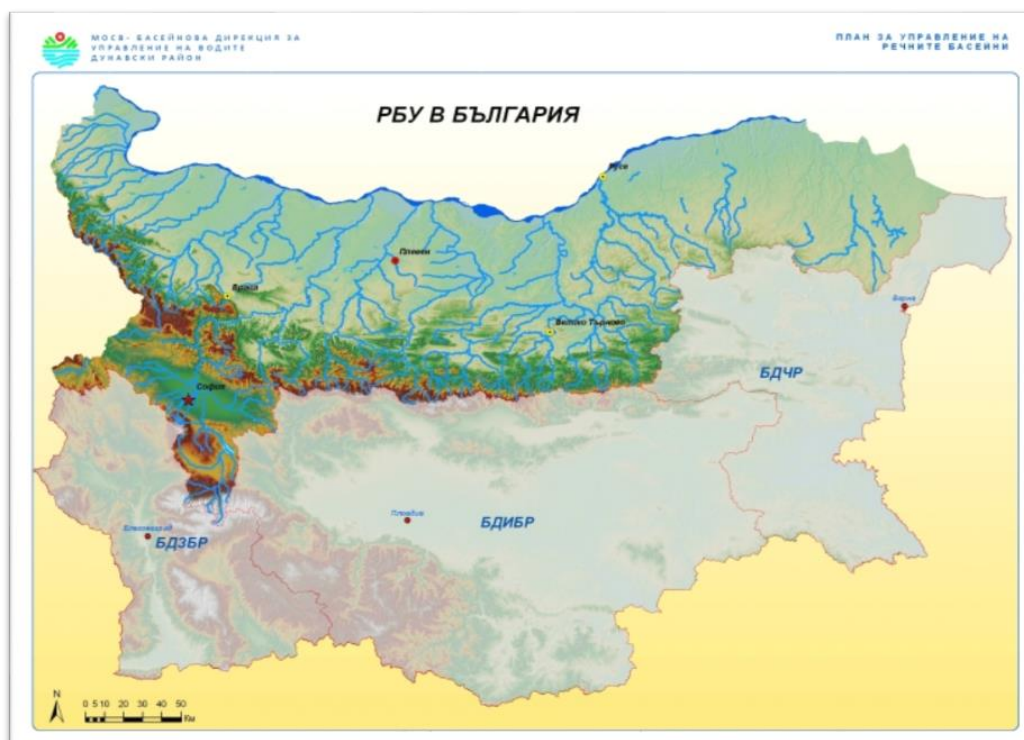 МОСВ- БАСЕЙНОВА ДИРЕКЦИЯ ЗА
УПРАВЛЕНИЕ НА ВОДИТЕ
ДУНАВСКИ РАЙОН
ПЛАН ЗА УПРАВЛЕНИЕ НА
РЕЧНИТЕ БАСЕЙНИ
РБУ В БЪЛГАРИЯ
Русе
Плевен
Враца
Варна
Велико Търново
БДЧР
София
Пловдив
БДИБР
Благоевград
БДЗБР
N
0 5 10 20 30 40 50
Км